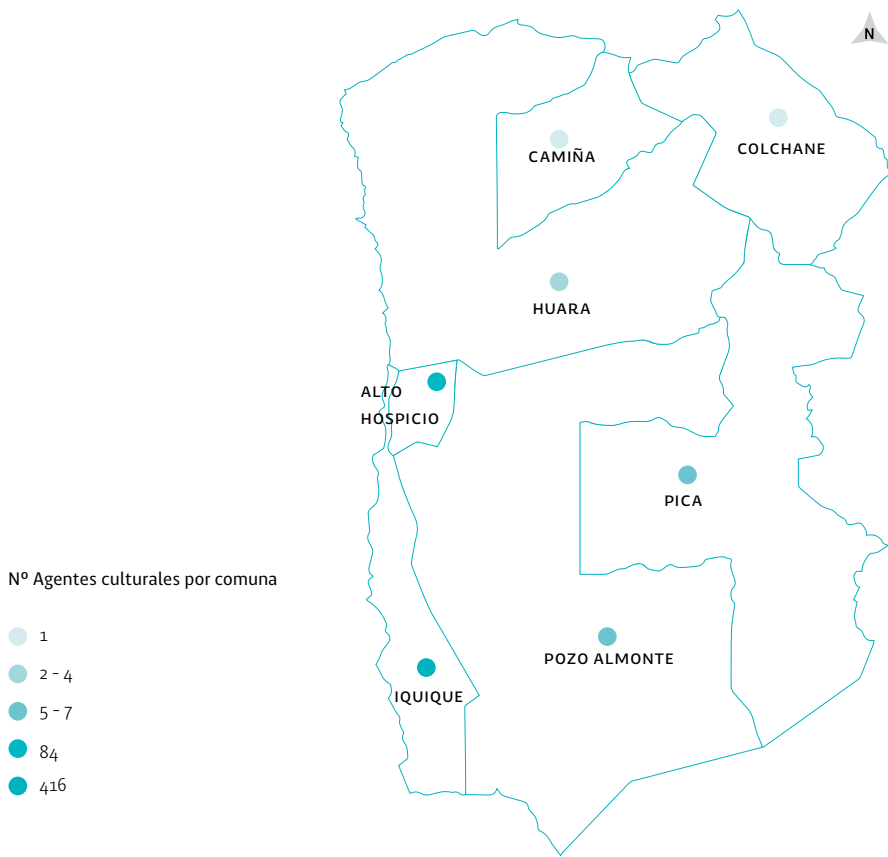 N
CAMIÑA
COLCHANE
HUARA
ALTO
HOSPICIO
PICA
Nº Agentes culturales por comuna
1
2 - 4
5 - 7
84
416
POZO ALMONTE
IQUIQUE